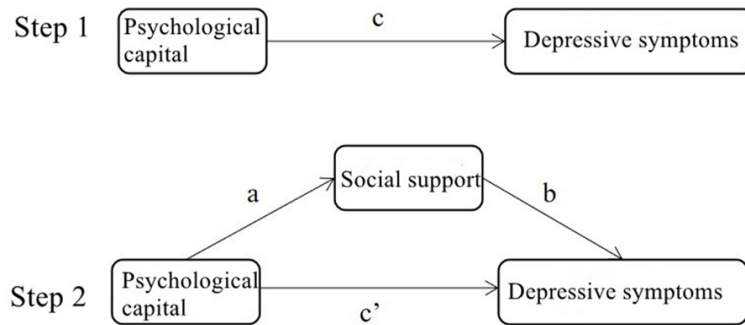 Step 1
Psychological
capital
c
Depressive symptoms
Social support
a
b
Step 2
Psychological
capital
c’
Depressive symptoms